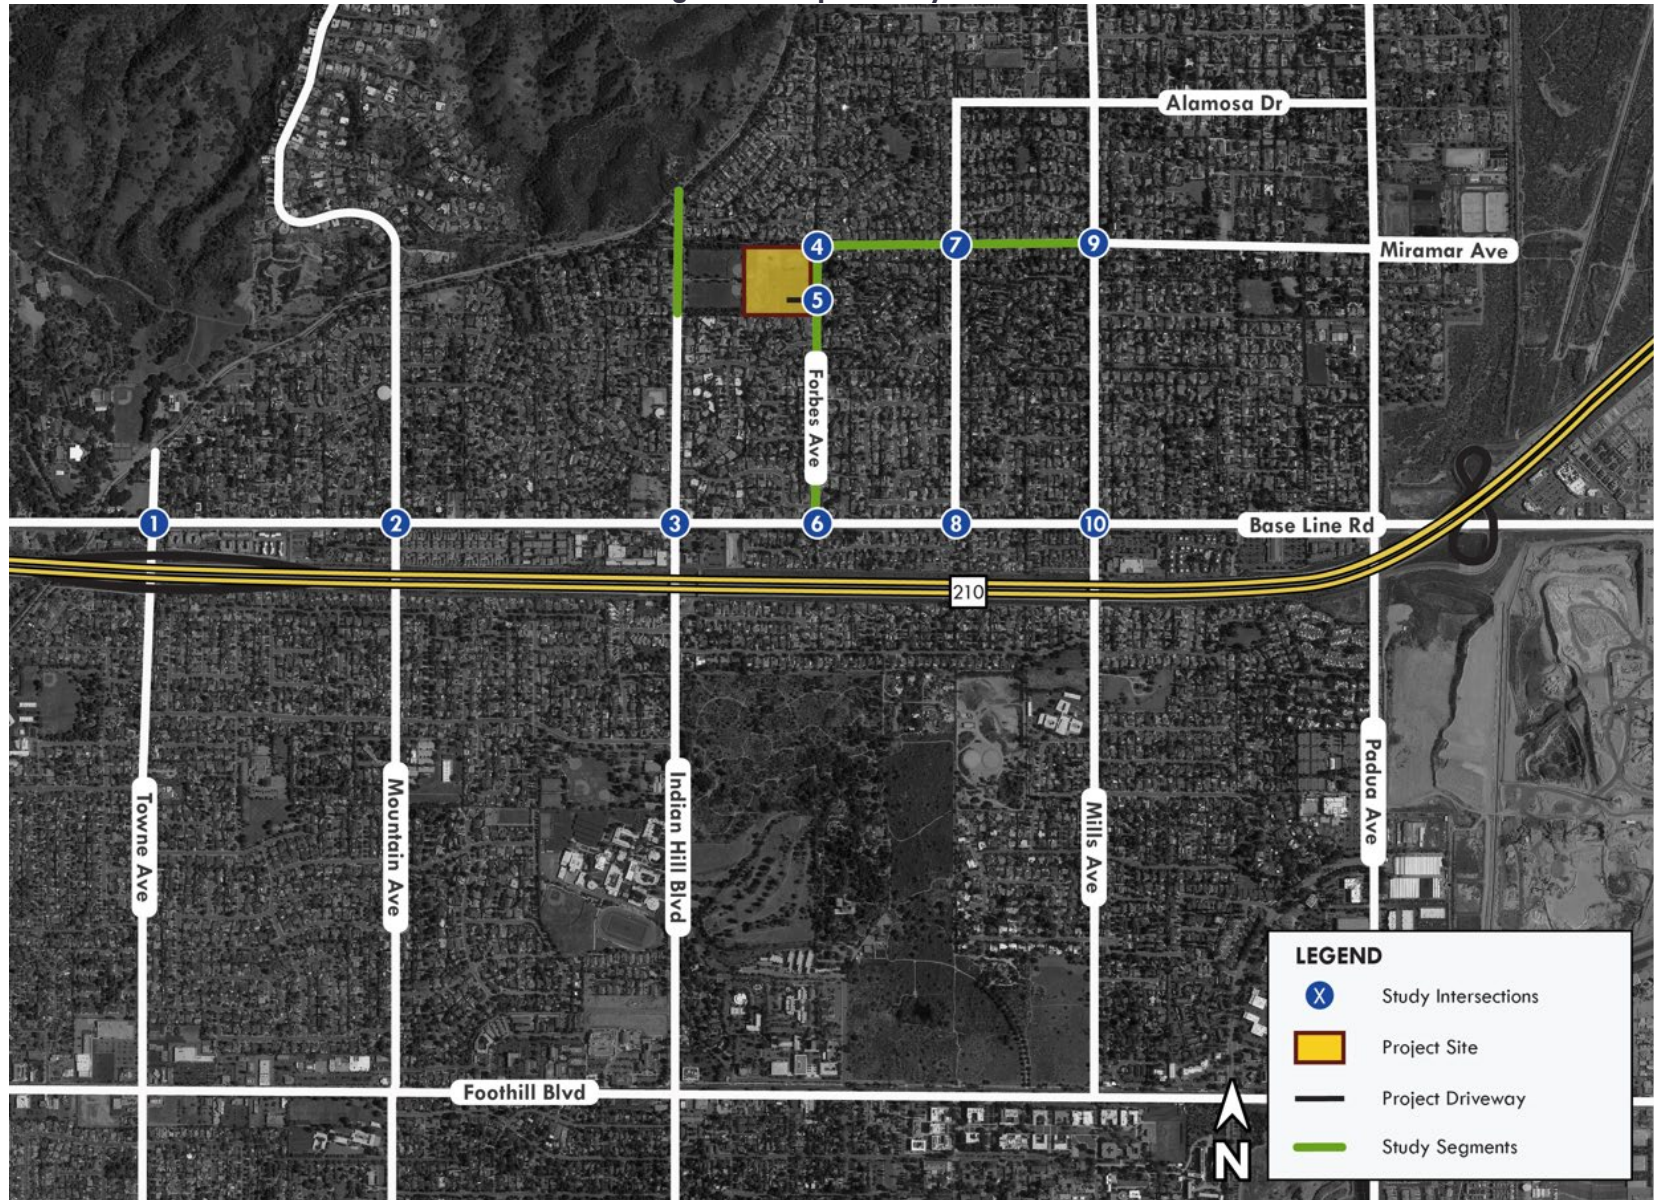 Alamosa Dr
4
7
9
Miramar Ave
5
Forbes Ave
1
2
3
6
8
10
Base Line Rd
210
Towne Ave
Mountain Ave
Indian Hill Blvd
Mills Ave
Padua Ave
Foothill Blvd
N
LEGEND
X Study Intersections
Project Site
Project Driveway
Study Segments